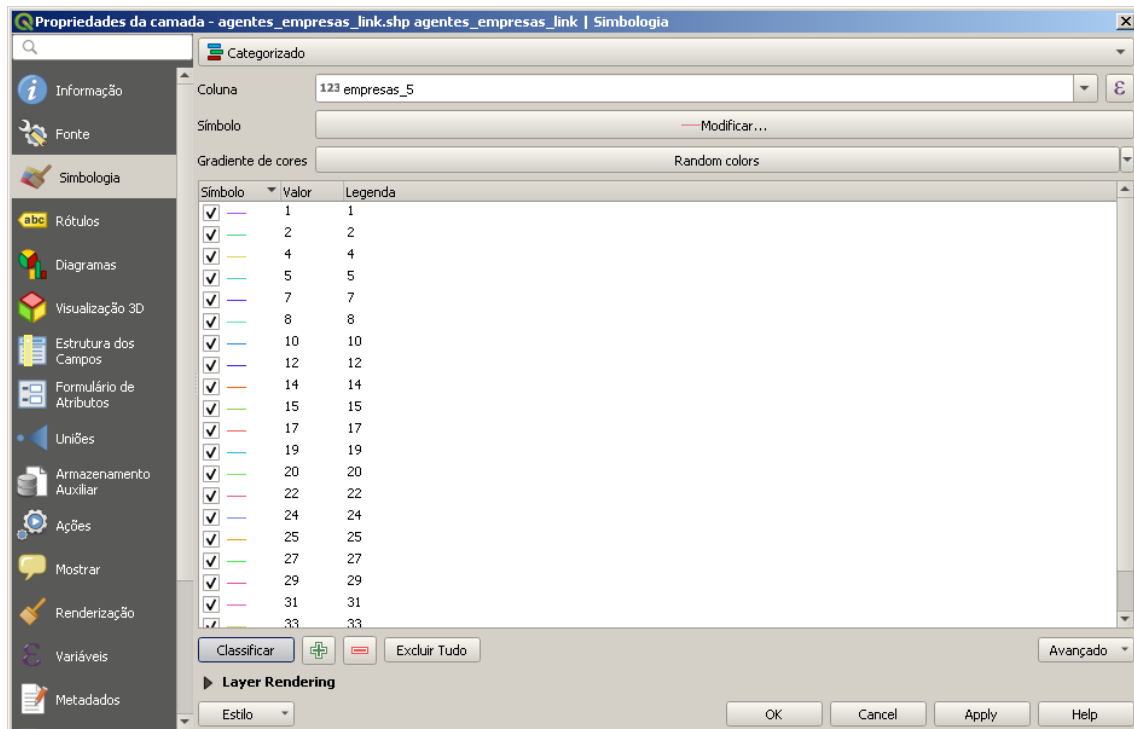 Propriedades da camada - agentes_empresas_link.shp agentes_empresas_link | Simbologia
Categorizado
Informação
Coluna 123 empresas_5 ε
Fonte
Símbolo Modificar...
Gradiente de cores Random colors
Simbologia
Símbolo Valor Legenda
1 1
abc Rótulos
2 2
4 4
Diagramas
5 5
7 7
Visualização 3D
8 8
Estrutura dos
Campos
10 10
12 12
Formulário de
Atributos
14 14
15 15
Uniões
17 17
19 19
Armazenamento
Auxiliar
20 20
22 22
Ações
24 24
25 25
Mostrar
27 27
29 29
Renderização
31 31
33 33
Variáveis
Classificar Excluir Tudo Avançado
Layer Rendering
Metadados
Estilo OK Cancel Apply Help